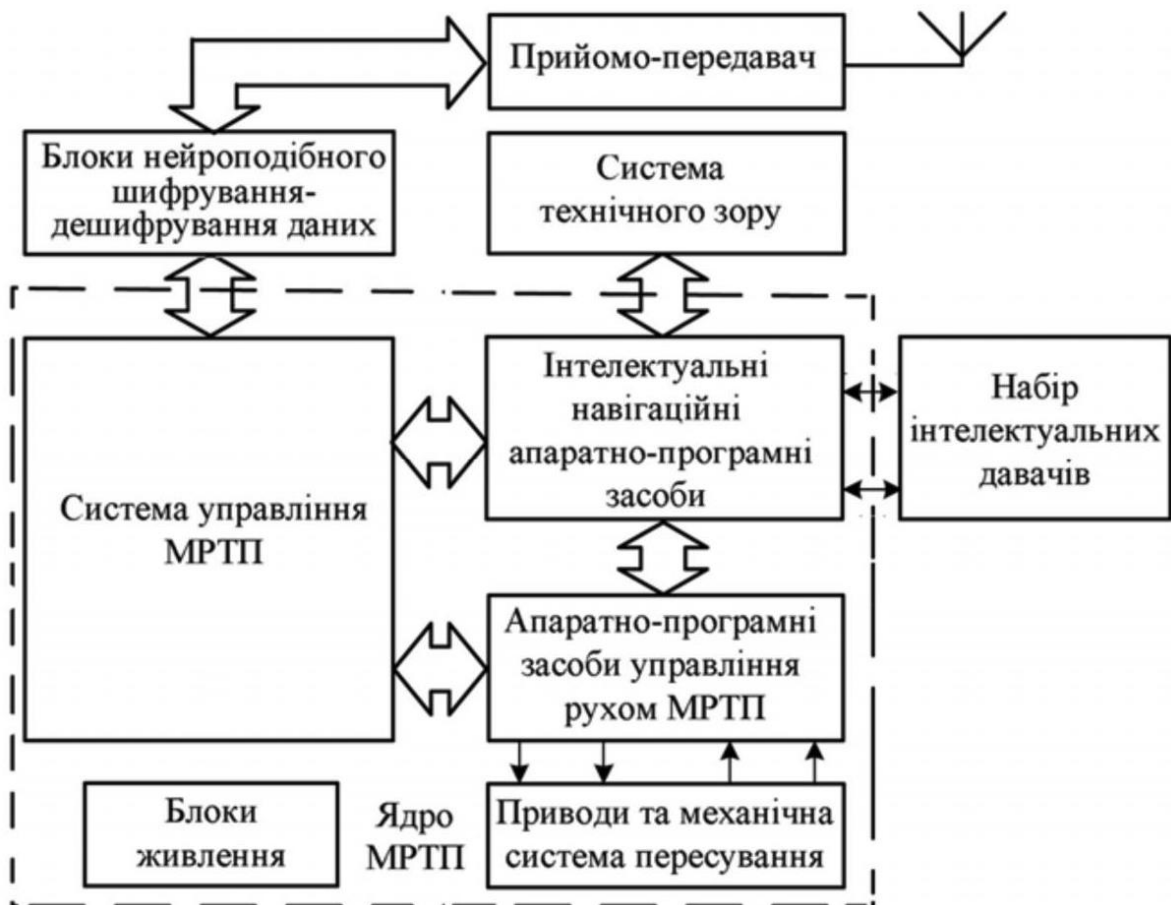 Прийомо-передавач
Блоки нейроподібного
шифрування-
дешифрування даних
Система
технічного зору
Система управління
МРТП
Інтелектуальні
навігаційні
апаратно-програмні
засоби
Набір
інтелектуальних
давачів
Апаратно-програмні
засоби управління
рухом МРТП
Блоки
живлення
Ядро
МРТП
Приводи та механічна
система пересування